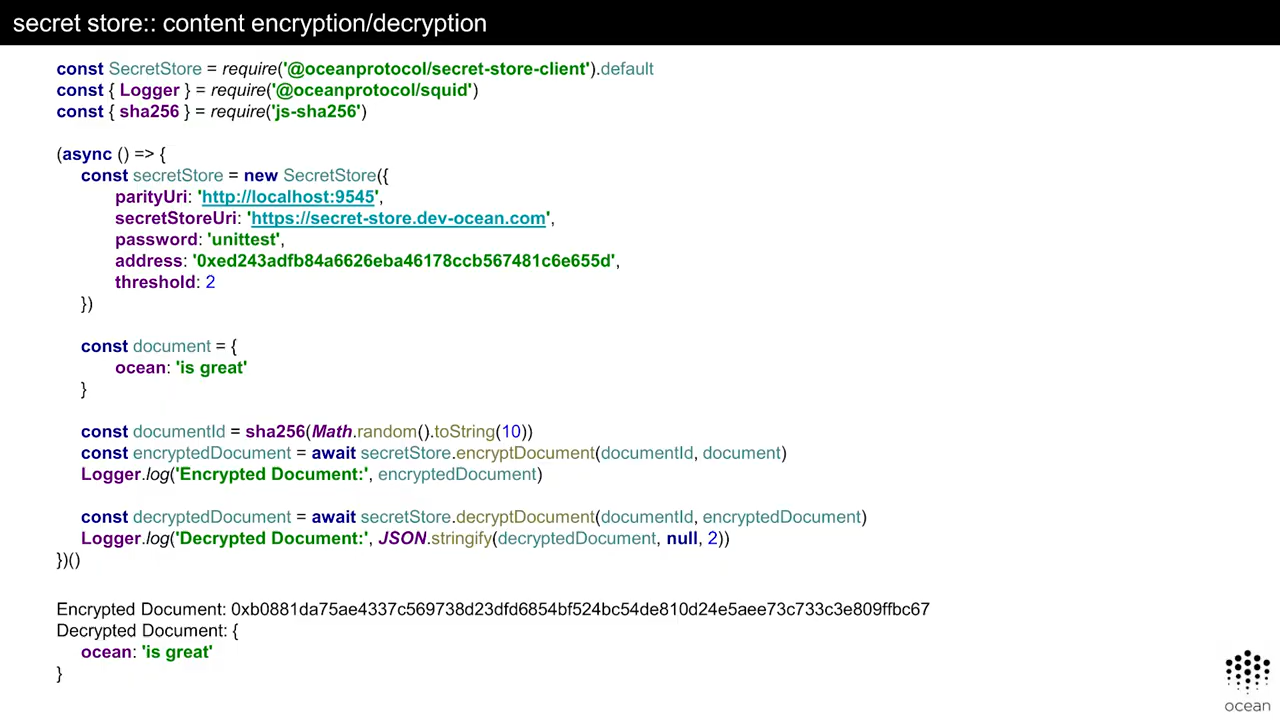 secret store:: content encryption/decryption
const SecretStore = require('@oceanprotocol/secret-store-client').default
const { Logger } = require('@oceanprotocol/squid')
const { sha256 } = require('js-sha256')
(async () => {
const secretStore = new SecretStore({
parityUri: 'http://localhost:9545',
secretStoreUri: 'https://secret-store.dev-ocean.com',
password: 'unittest',
address: '0xed243adfb84a6626eba46178ccb567481c6e655d',
threshold: 2
})
const document = {
ocean: 'is great'
}
const documentId = sha256(Math.random().toString(10))
const encryptedDocument = await secretStore.encryptDocument(documentId, document)
Logger.log('Encrypted Document:', encryptedDocument)
const decryptedDocument = await secretStore.decryptDocument(documentId, encryptedDocument)
Logger.log('Decrypted Document:', JSON.stringify(decryptedDocument, null, 2))
})()
Encrypted Document: 0xb0881da75ae4337c569738d23dfd6854bf524bc54de810d24e5aee73c733c3e809ffbc67
Decrypted Document: {
ocean: 'is great'
}
ocean